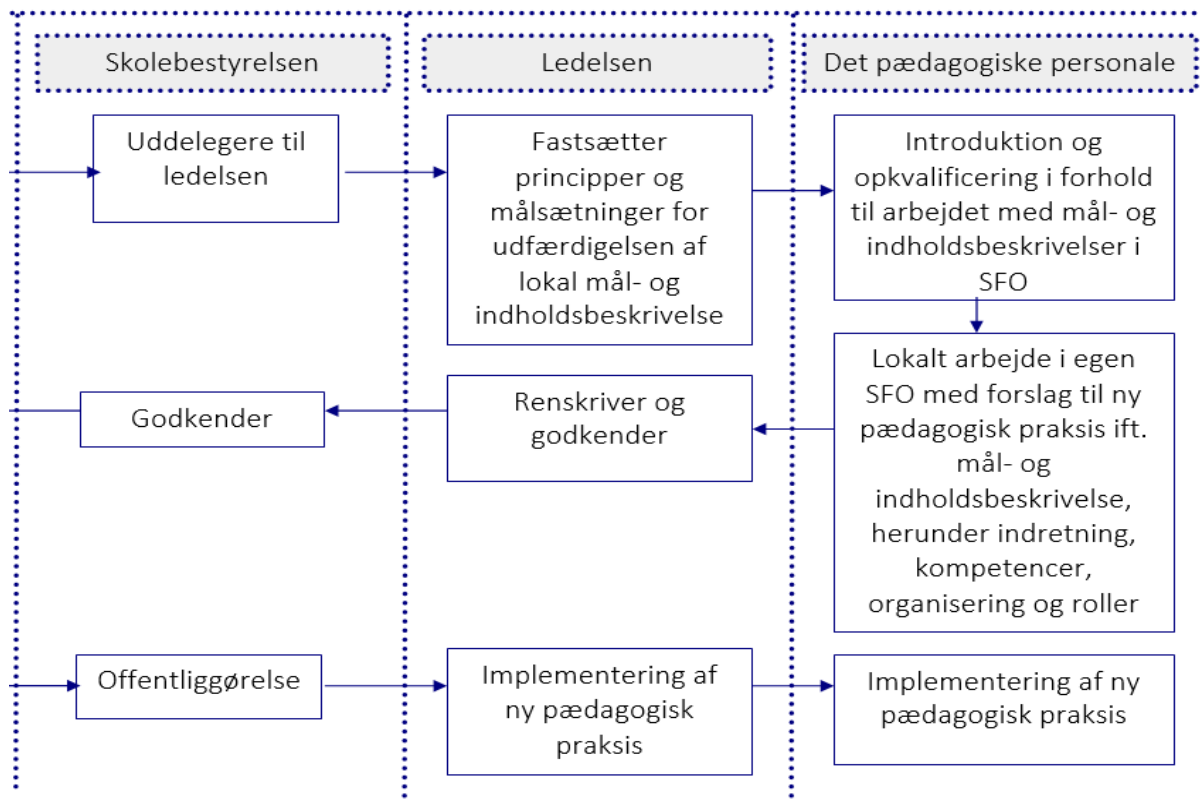 Skolebestyrelsen
Ledelsen
Det pædagogiske personale
Uddelegere til
ledelsen
Fastsætter
principper og
målsætninger for
udfærdigelsen af
lokal mål- og
indholdsbeskrivelse
Introduktion og
opkvalificering i forhold
til arbejdet med mål- og
indholdsbeskrivelser i
SFO
Godkender
Renskriver og
godkender
Lokalt arbejde i egen
SFO med forslag til ny
pædagogisk praksis ift.
mål- og
indholdsbeskrivelse,
herunder indretning,
kompetencer,
organisering og roller
Offentliggørelse
Implementering af
ny pædagogisk
praksis
Implementering af ny
pædagogisk praksis